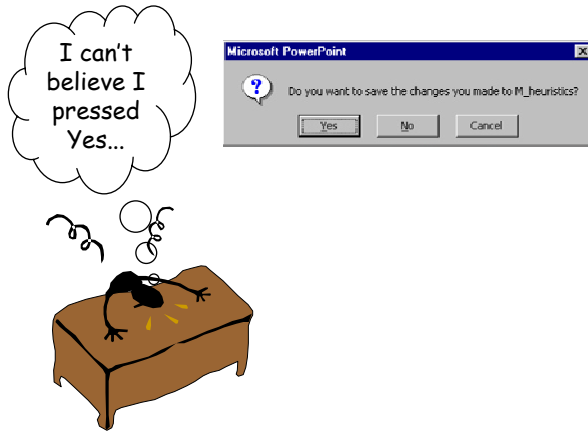 I can't
believe I
pressed
Yes...
Microsoft PowerPoint
Do you want to save the changes you made to M_heuristics?
Yes
No
Cancel